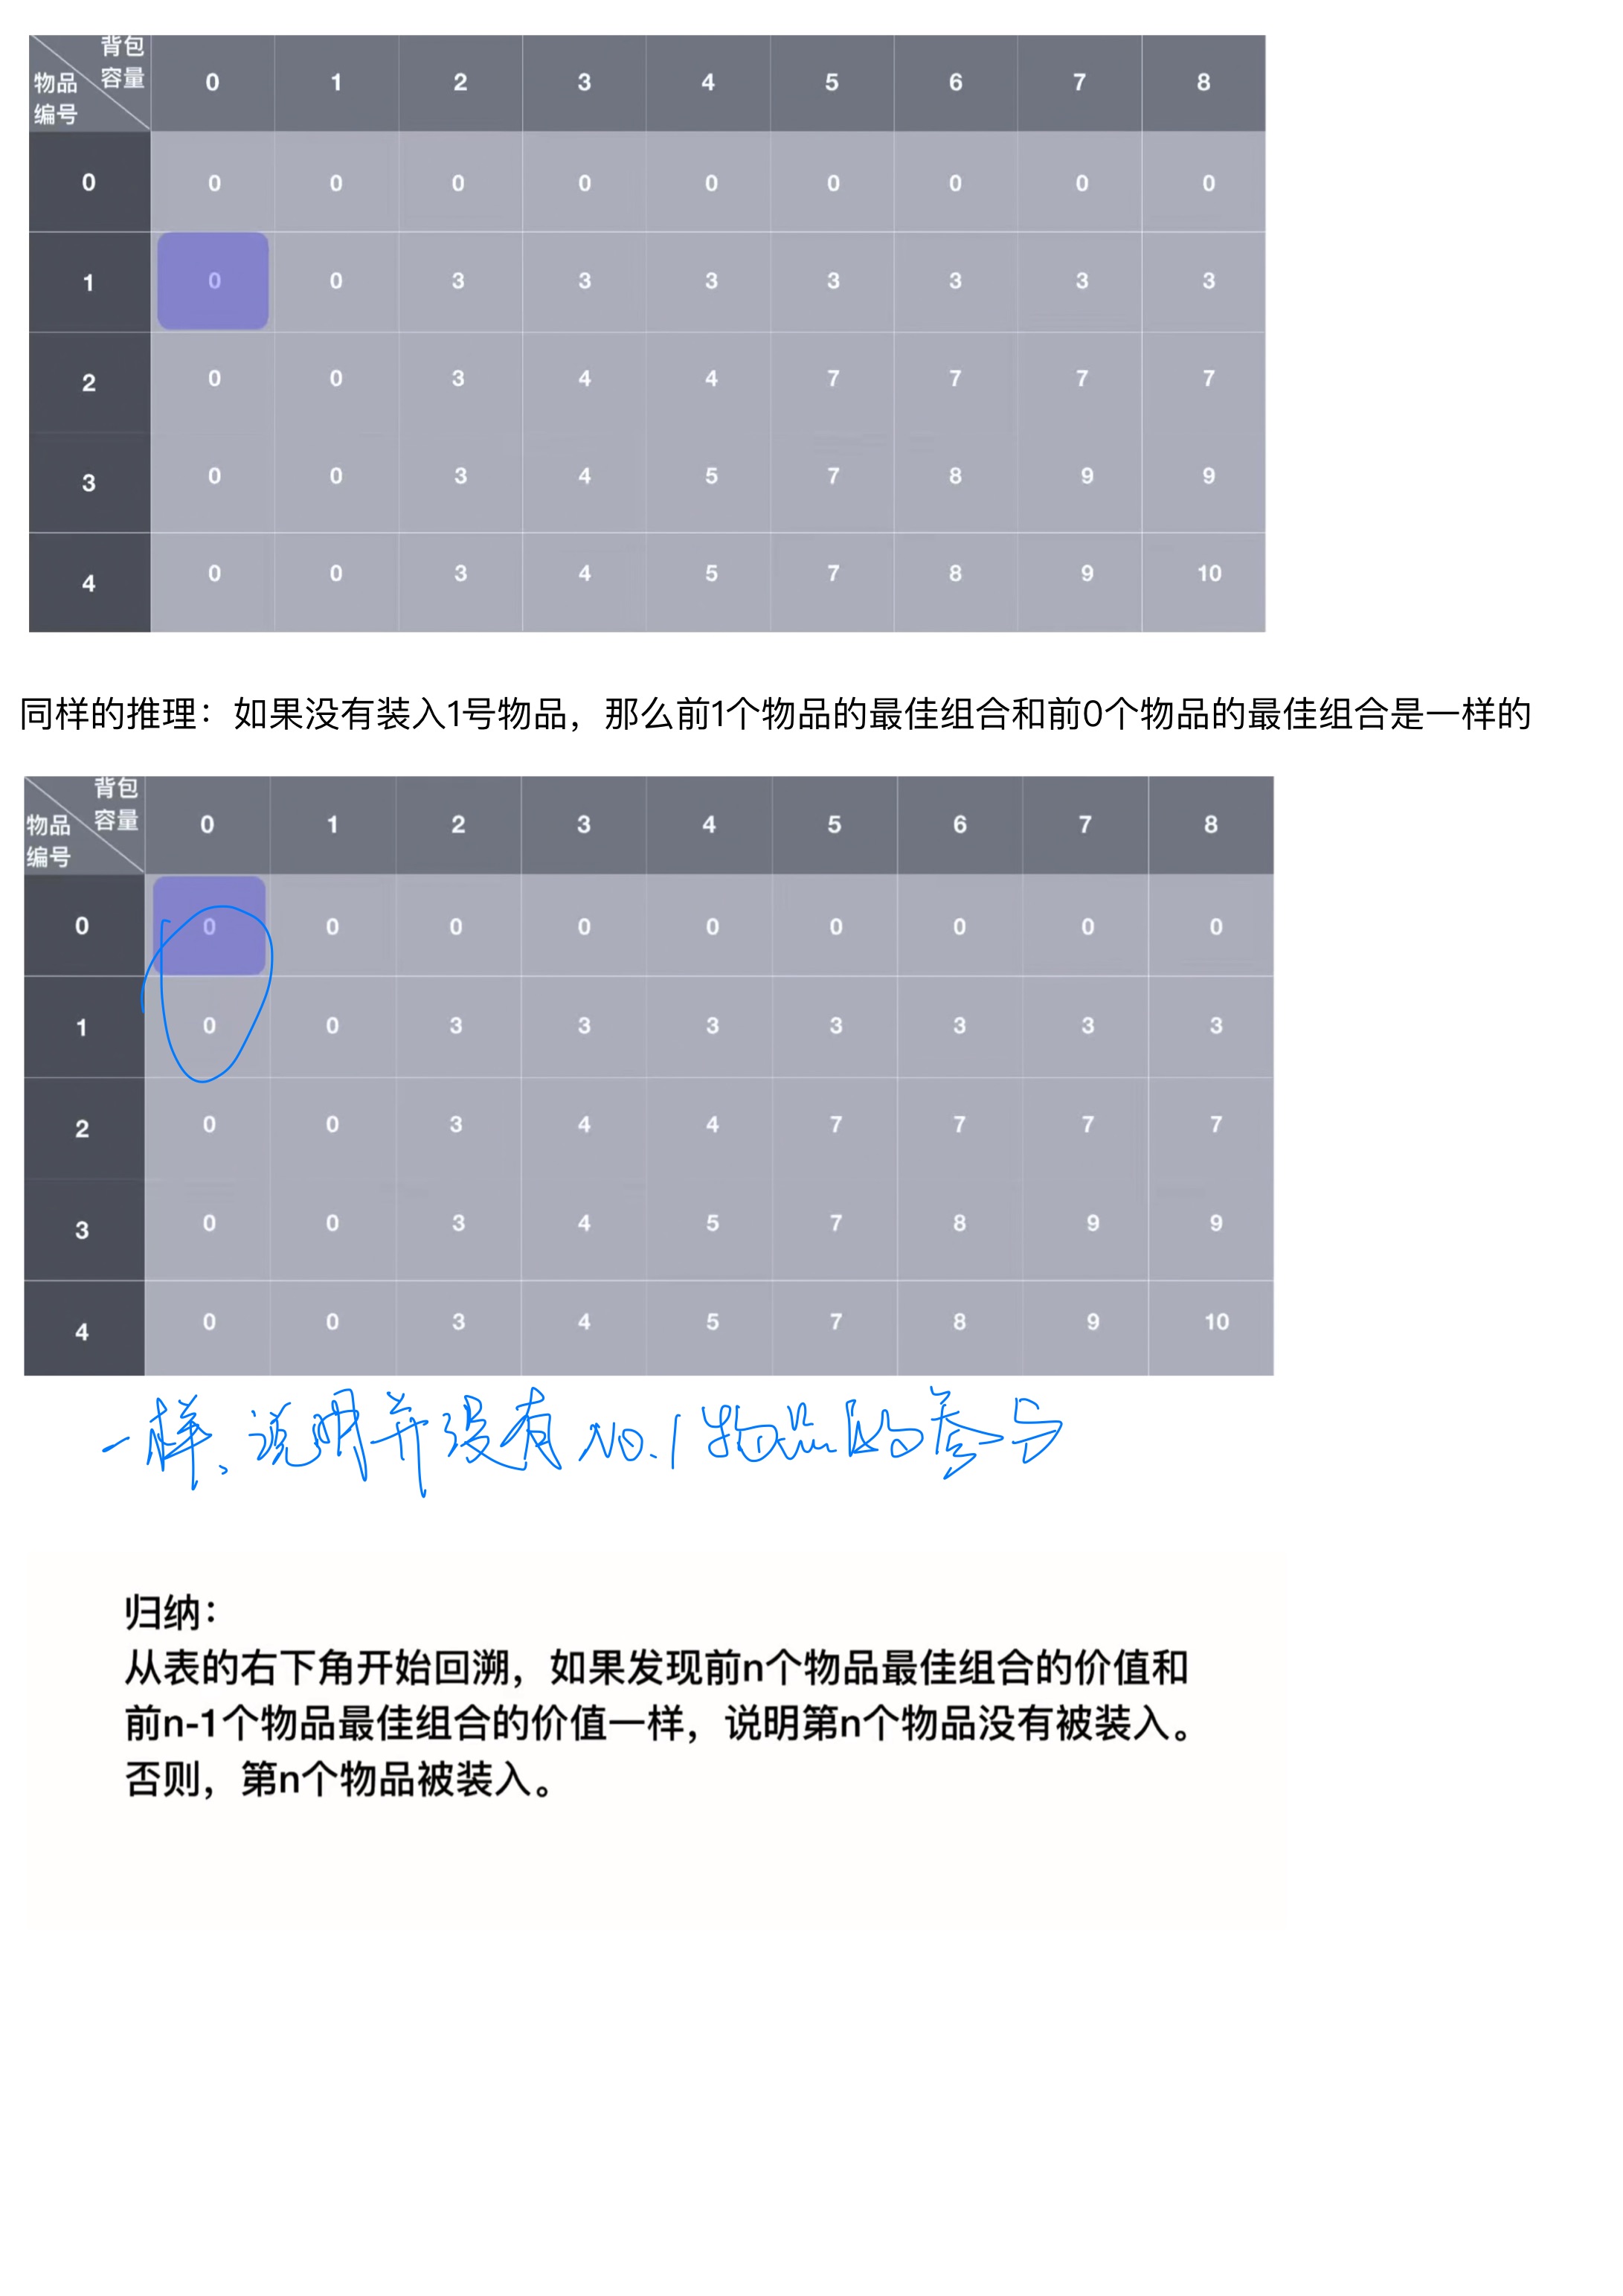 背包
容量
物品
编号
0 1 2 3 4 5 6 7 8
0 0 0 0 0 0 0 0 0 0
1 0 0 3 3 3 3 3 3 3
2 0 0 3 4 4 7 7 7 7
3 0 0 3 4 5 7 8 9 9
4 0 0 3 4 5 7 8 9 10
同样的推理：如果没有装入1号物品，那么前1个物品的最佳组合和前0个物品的最佳组合是一样的
背包
容量
物品
编号
0 1 2 3 4 5 6 7 8
0 0 0 0 0 0 0 0 0 0
1 0 0 3 3 3 3 3 3 3
2 0 0 3 4 4 7 7 7 7
3 0 0 3 4 5 7 8 9 9
4 0 0 3 4 5 7 8 9 10
一样、说明并没有 No.1 物品的参与
归纳：
从表的右下角开始回溯，如果发现前n个物品最佳组合的价值和
前n-1个物品最佳组合的价值一样，说明第n个物品没有被装入。
否则，第n个物品被装入。